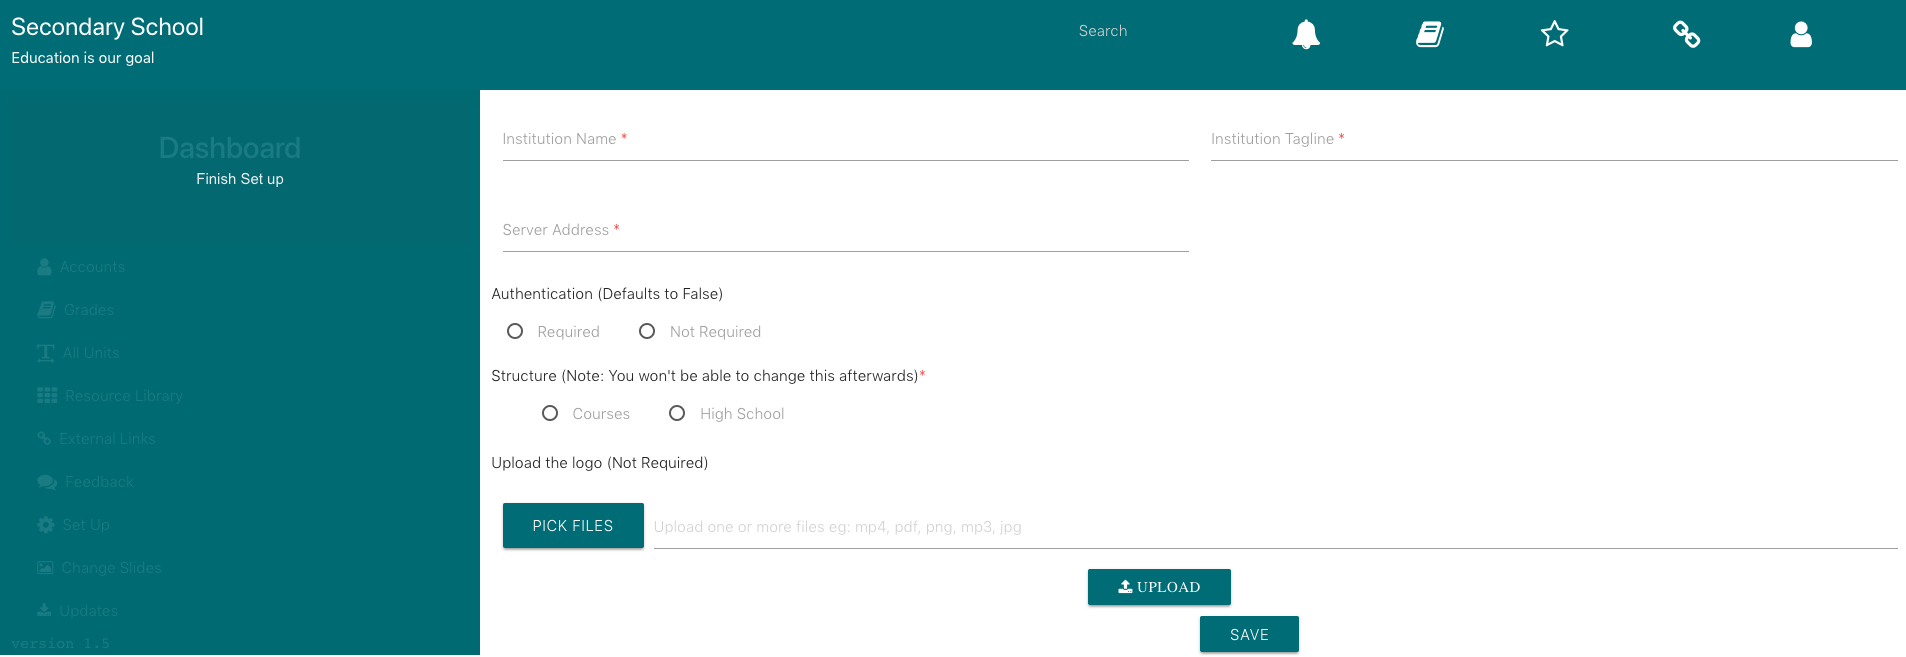 Secondary School
Education is our goal
Search
Dashboard
Finish Set up
Accounts
Grades
All Units
Resource Library
External Links
Feedback
Set Up
Change Slides
Updates
version 1.5
Institution Name *
Institution Tagline *
Server Address *
Authentication (Defaults to False)
Required
Not Required
Structure (Note: You won't be able to change this afterwards)*
Courses
High School
Upload the logo (Not Required)
PICK FILES
Upload one or more files eg: mp4, pdf, png, mp3, jpg
UPLOAD
SAVE